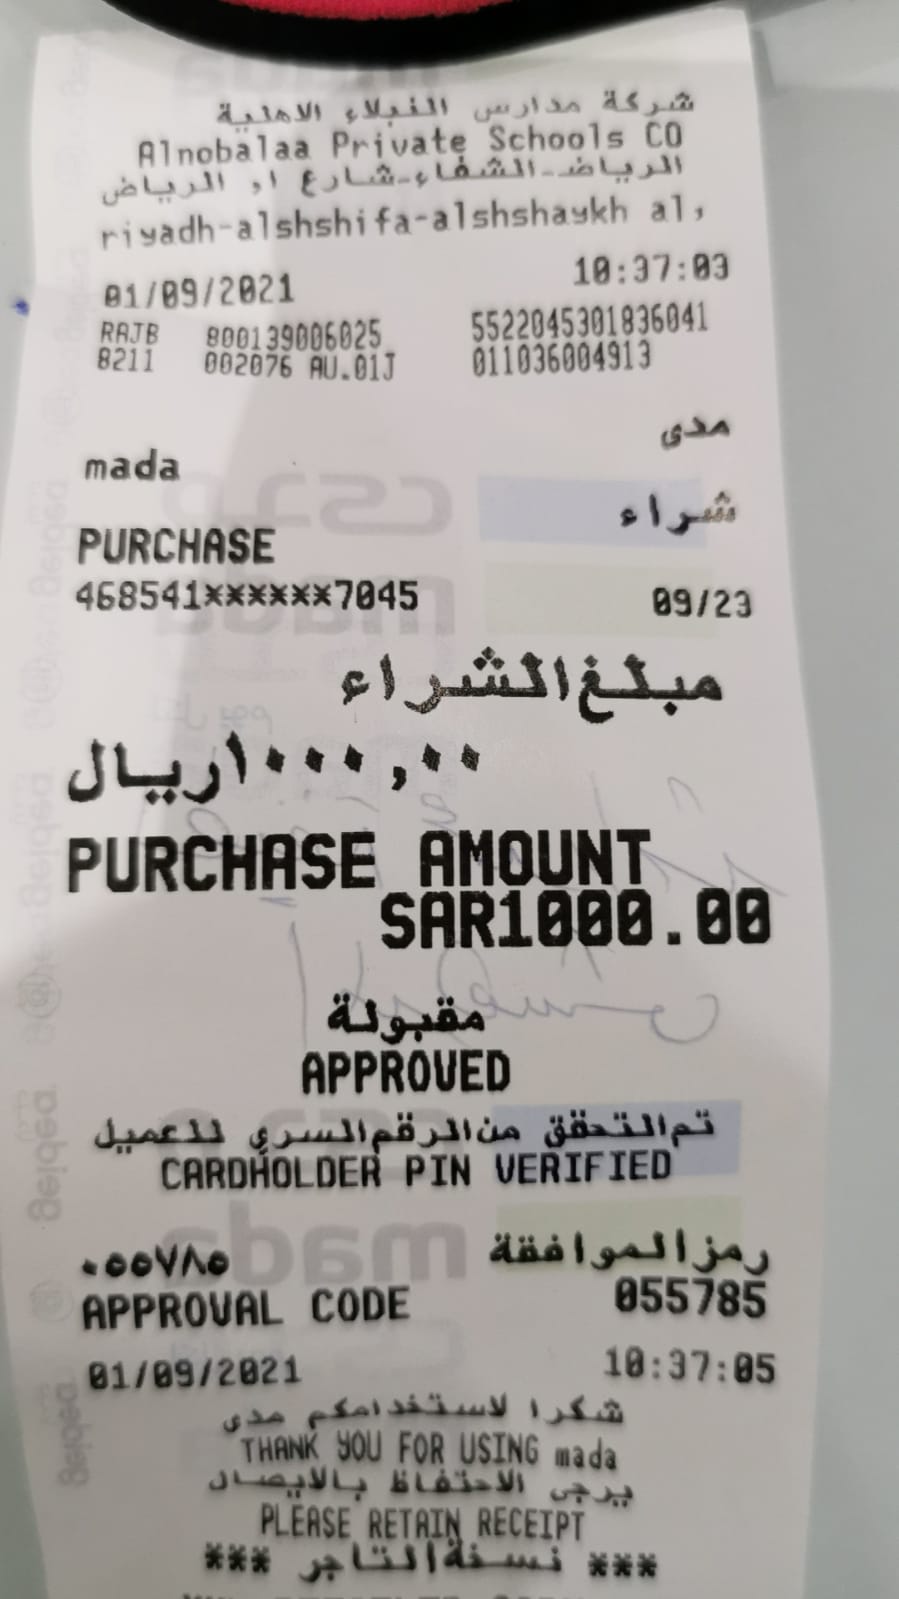 شركة مدارس النبلاء الاهلية
Alnobalaa Private Schools CO
الرياض-الشفاء-شارع او الرياض
riyadh-alshshifa-alshshaykh al,
01/09/2021 10:37:03
RAJB 800139006025 5522045301836041
8211 002076 AU.01J 011036004913
مدى
mada
شراء
PURCHASE
468541××××××7045 09/23
مبلغ الشراء
١٠٠٠,٠٠ ريال
PURCHASE AMOUNT
SAR1000.00
مقبولة
APPROVED
تم التحقق من الرقم السري للعميل
CARDHOLDER PIN VERIFIED
رمز الموافقة ٠٥٥٧٨٥
APPROVAL CODE 055785
01/09/2021 10:37:05
شكرا لاستخدامكم مدى
THANK YOU FOR USING mada
يرجى الاحتفاظ بالايصال
PLEASE RETAIN RECEIPT
*** نسخة التاجر ***